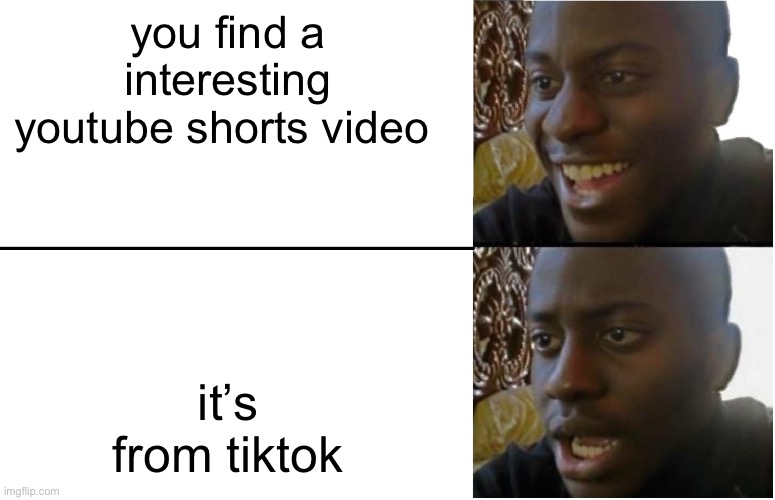 you find a
interesting
youtube shorts video
it’s
from tiktok
imgflip.com